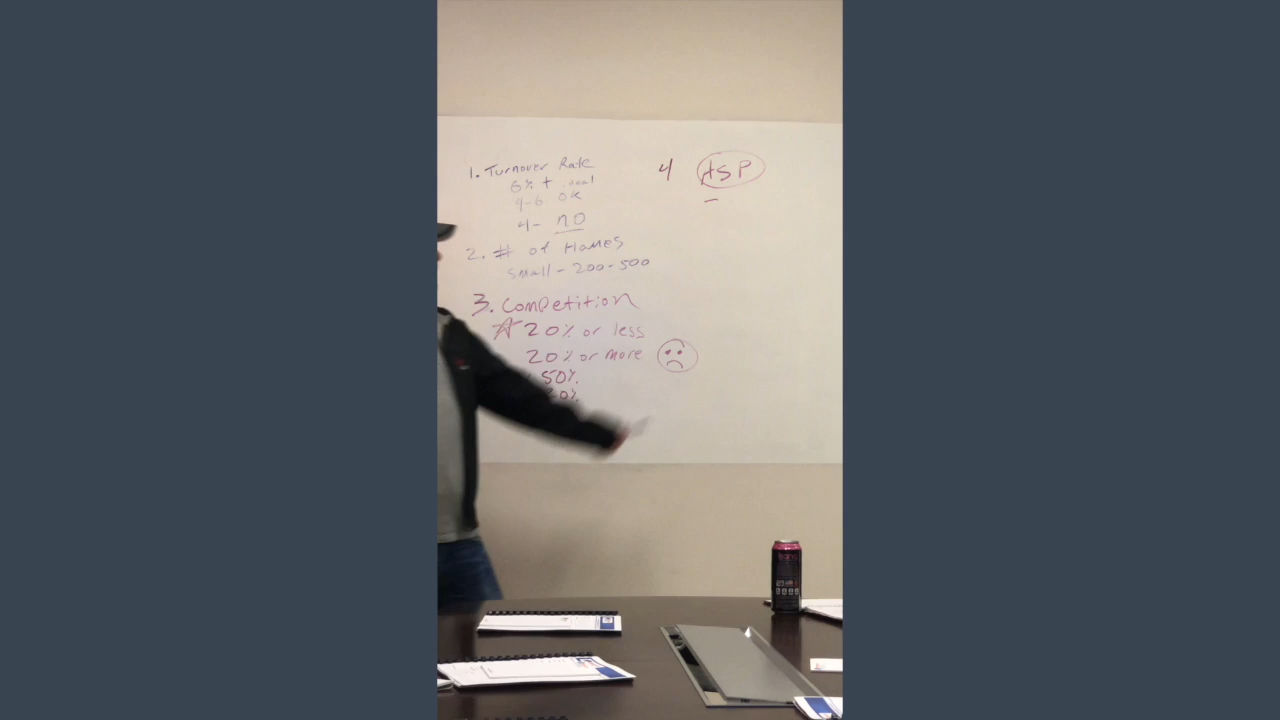 1. Turnover Rate
6% + Goal
4-6 OK
4- no
2. # of Homes
Small - 200-500
3. Competition
20% or less
20% or more
50%
4 ASP
bang